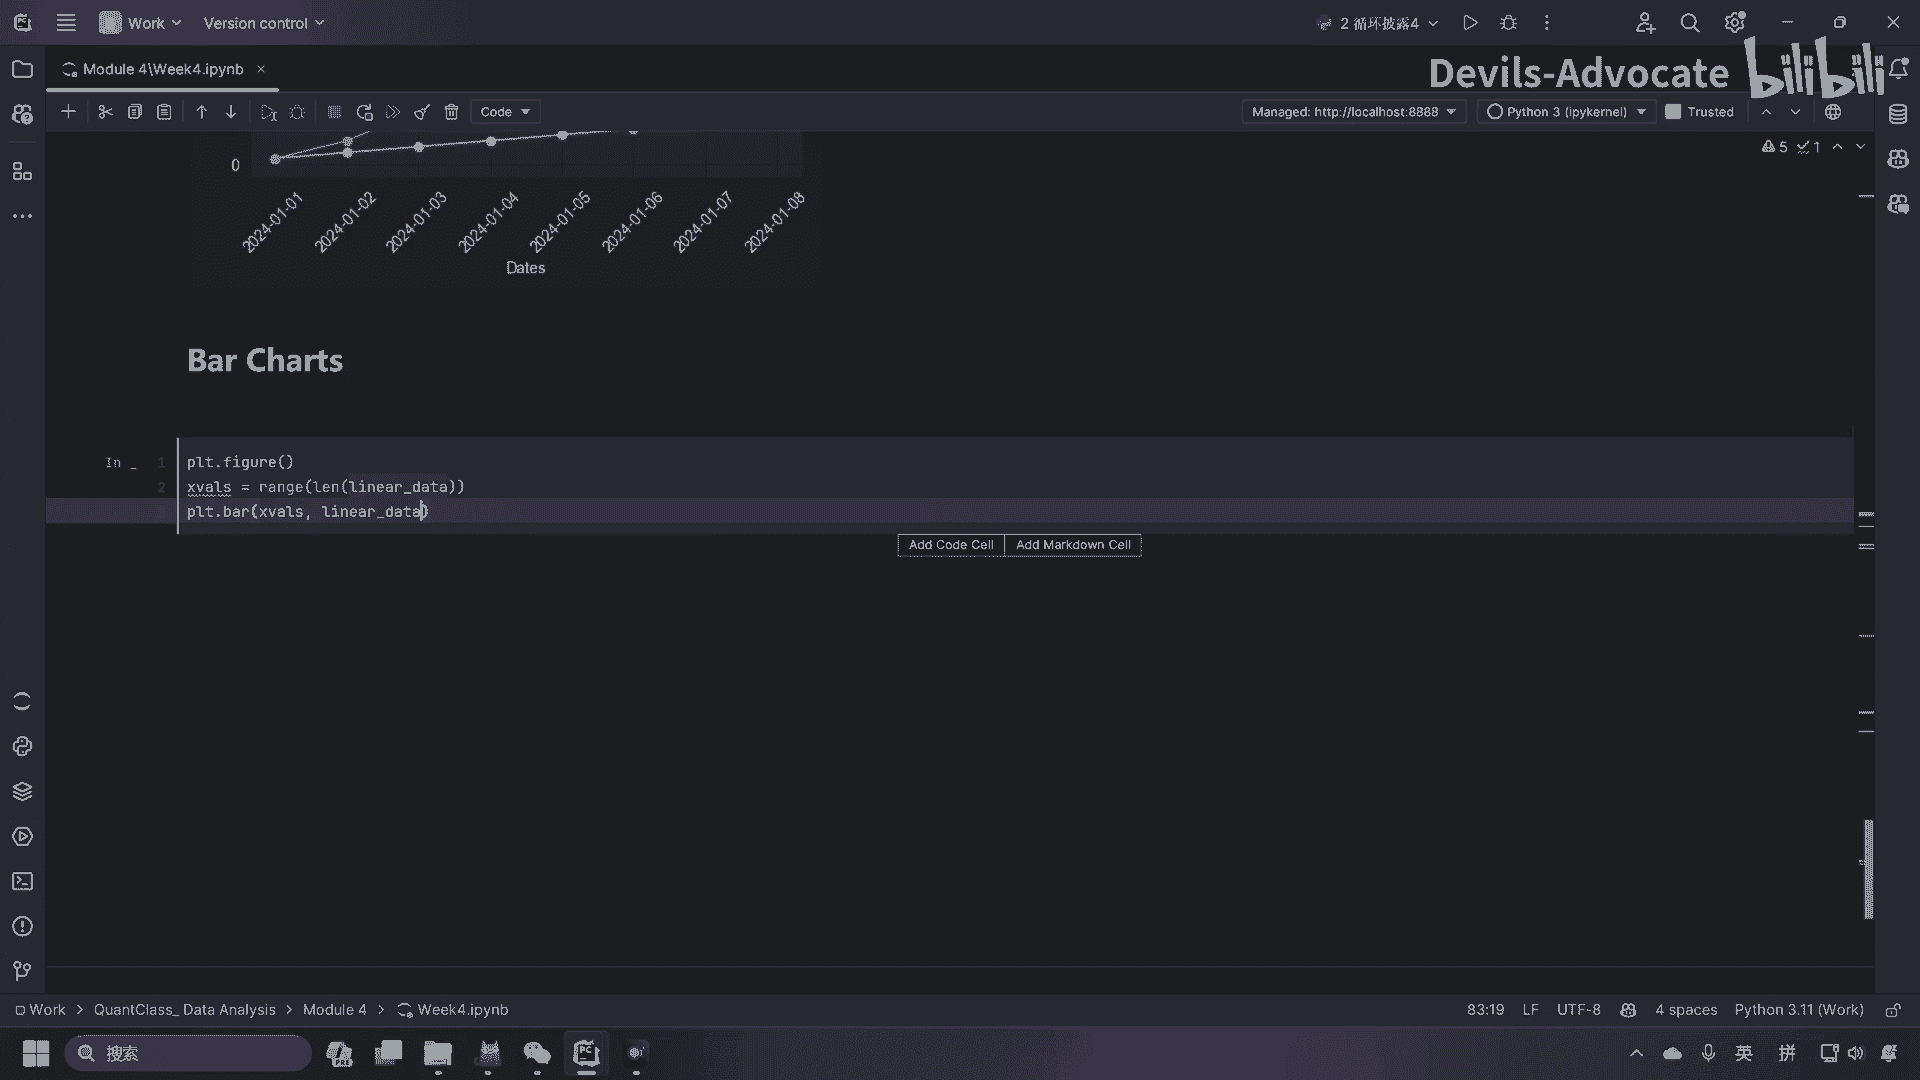 Work
Version control
2 循环披露4
Module 4\Week4.ipynb
Devils-Advocate bilibili
Code
Managed: http://localhost:8888
Python 3 (ipykernel)
Trusted
5
1
0
2024-01-01
2024-01-02
2024-01-03
2024-01-04
2024-01-05
2024-01-06
2024-01-07
2024-01-08
Dates
Bar Charts
In _
1 plt.figure()
2 xvals = range(len(linear_data))
plt.bar(xvals, linear_data)
Add Code Cell
Add Markdown Cell
Work > QuantClass_ Data Analysis > Module 4 > Week4.ipynb
83:19 LF UTF-8 4 spaces Python 3.11 (Work)
搜索
PRE
PC
英
拼